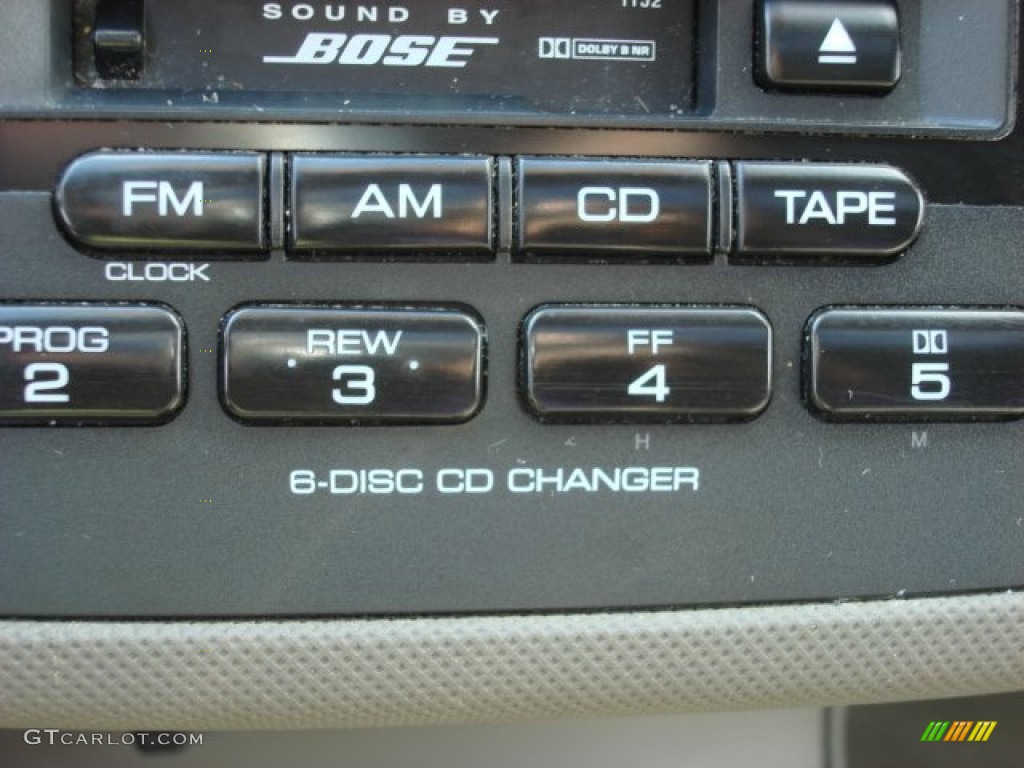 SOUND BY
BOSE
DOLBY B NR
FM AM CD TAPE
CLOCK
PROG REW FF
2 3 4 5
H M
6-DISC CD CHANGER
GTCARLOT.COM